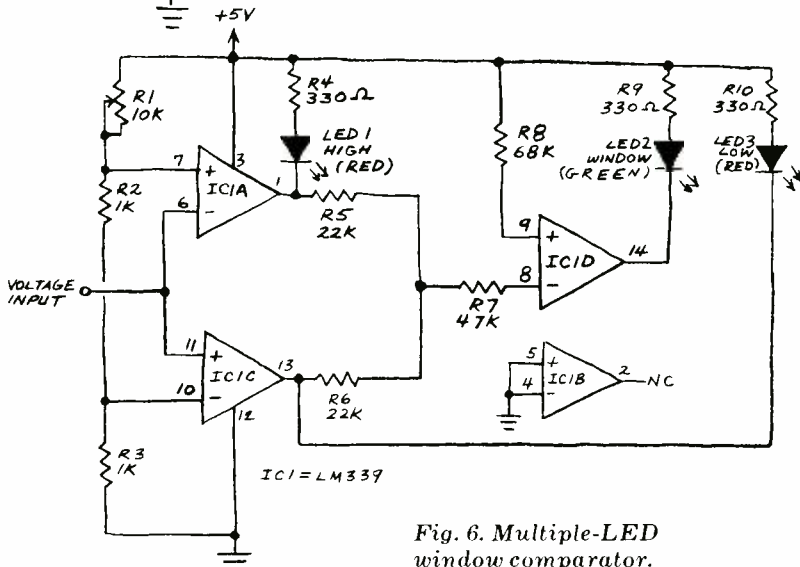 +5V
R1
10K
R4
330Ω
LED1
HIGH
(RED)
R8
68K
R9
330Ω
LED2
WINDOW
(GREEN)
R10
330Ω
LED3
LOW
(RED)
7
+
3
IC1A
1
6
-
R2
1K
R5
22K
VOLTAGE
INPUT
9
+
IC1D
14
8
-
R7
47K
11
+
IC1C
13
10
-
12
R6
22K
5
+
IC1B
2
NC
4
-
R3
1K
IC1 = LM339
Fig. 6. Multiple-LED
window comparator.